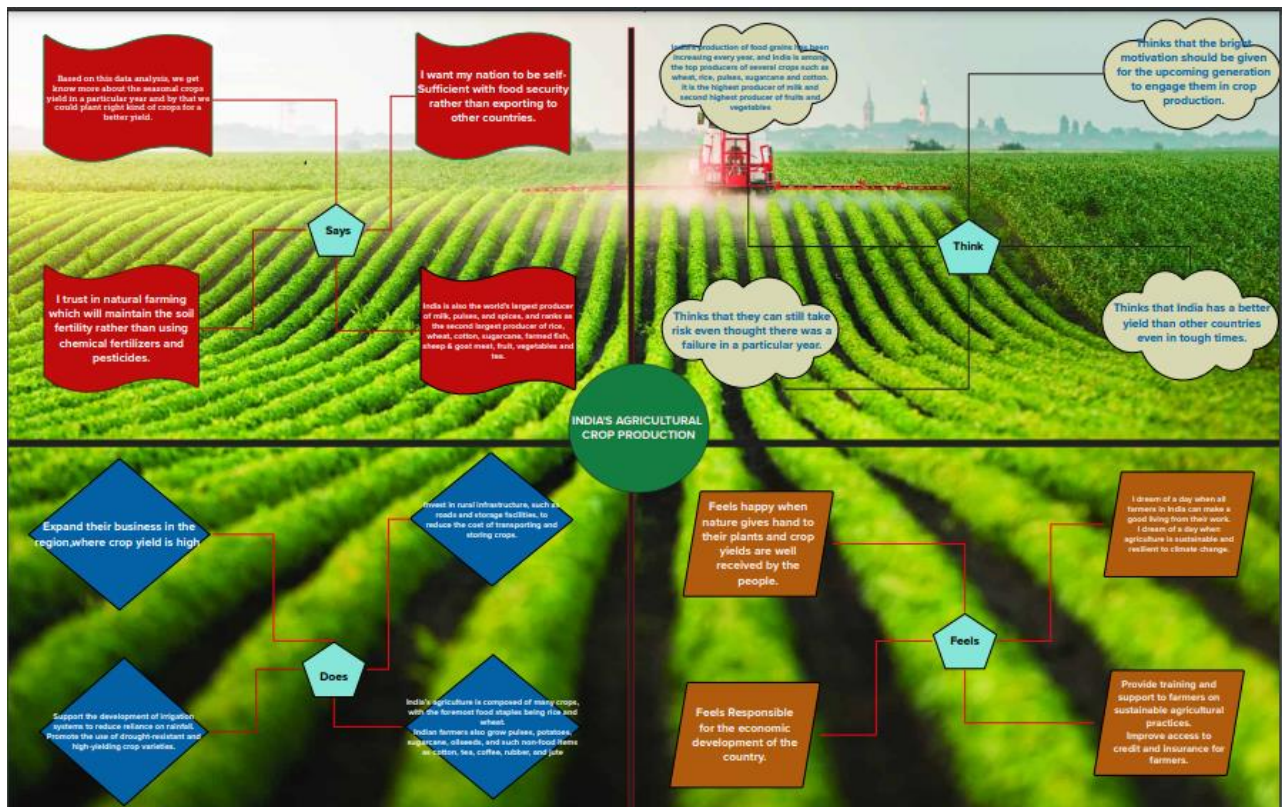 Based on this data analysis, we get
know more about the seasonal crops
yield in a particular year and by that we
could plant right kind of crops for a
better yield.
I want my nation to be self-
Sufficient with food security
rather than exporting to
other countries.
Says
I trust in natural farming
which will maintain the soil
fertility rather than using
chemical fertilizers and
pesticides.
India is also the world's largest producer
of milk, pulses, and spices, and ranks as
the second largest producer of rice,
wheat, cotton, sugarcane, farmed fish,
sheep & goat meat, fruit, vegetables and
tea.
India's production of food grains has been
increasing every year, and India is among
the top producers of several crops such as
wheat, rice, pulses, sugarcane and cotton.
It is the highest producer of milk and
second highest producer of fruits and
vegetables
Thinks that the bright
motivation should be given
for the upcoming generation
to engage them in crop
production.
Think
Thinks that they can still take
risk even thought there was a
failure in a particular year.
Thinks that India has a better
yield than other countries
even in tough times.
INDIA'S AGRICULTURAL
CROP PRODUCTION
Expand their business in the
region,where crop yield is high
Invest in rural infrastructure, such as
roads and storage facilities, to
reduce the cost of transporting and
storing crops.
Does
Support the development of irrigation
systems to reduce reliance on rainfall.
Promote the use of drought-resistant and
high-yielding crop varieties.
India's agriculture is composed of many crops,
with the foremost food staples being rice and
wheat.
Indian farmers also grow pulses, potatoes,
sugarcane, oilseeds, and such non-food items
as cotton, tea, coffee, rubber, and jute
Feels happy when
nature gives hand to
their plants and crop
yields are well
received by the
people.
I dream of a day when all
farmers in India can make a
good living from their work.
I dream of a day when
agriculture is sustainable and
resilient to climate change.
Feels
Feels Responsible
for the economic
development of the
country.
Provide training and
support to farmers on
sustainable agricultural
practices.
Improve access to
credit and insurance for
farmers.